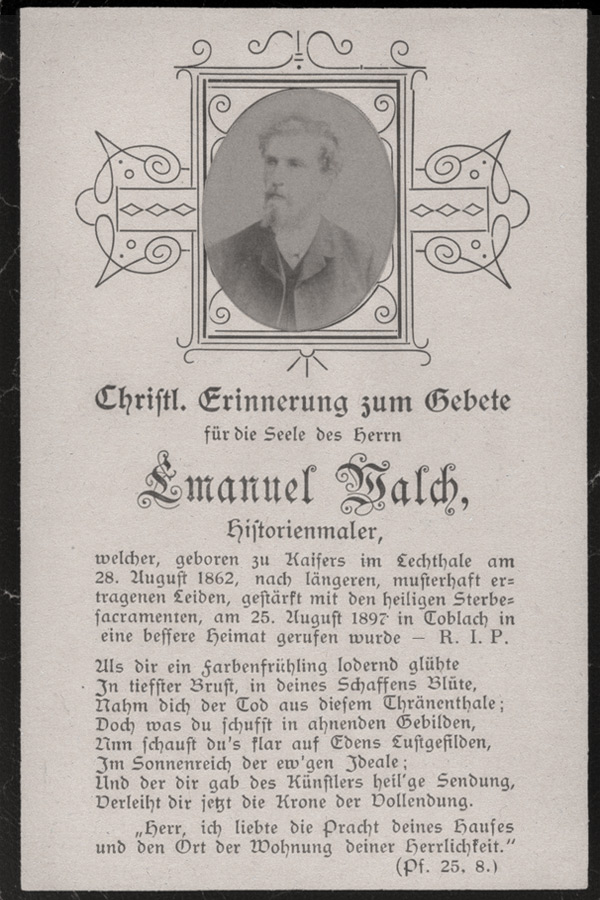 Christl. Erinnerung zum Gebete
für die Seele des Herrn
Emanuel Walch,
Historienmaler,
welcher, geboren zu Kaisers im Lechthale am
28. August 1862, nach längeren, musterhaft er=
tragenen Leiden, gestärkt mit den heiligen Sterbe=
sacramenten, am 25. August 1897 in Toblach in
eine bessere Heimat gerufen wurde — R. I. P.
Als dir ein Farbenfrühling lodernd glühte
In tiefster Brust, in deines Schaffens Blüte,
Nahm dich der Tod aus diesem Thränenthale;
Doch was du schufst in ahnenden Gebilden,
Nun schaust du's klar auf Edens Lustgefilden,
Im Sonnenreich der ew'gen Ideale;
Und der dir gab des Künstlers heil'ge Sendung,
Verleiht dir jetzt die Krone der Vollendung.
„Herr, ich liebte die Pracht deines Hauses
und den Ort der Wohnung deiner Herrlichkeit.“
(Ps. 25, 8.)